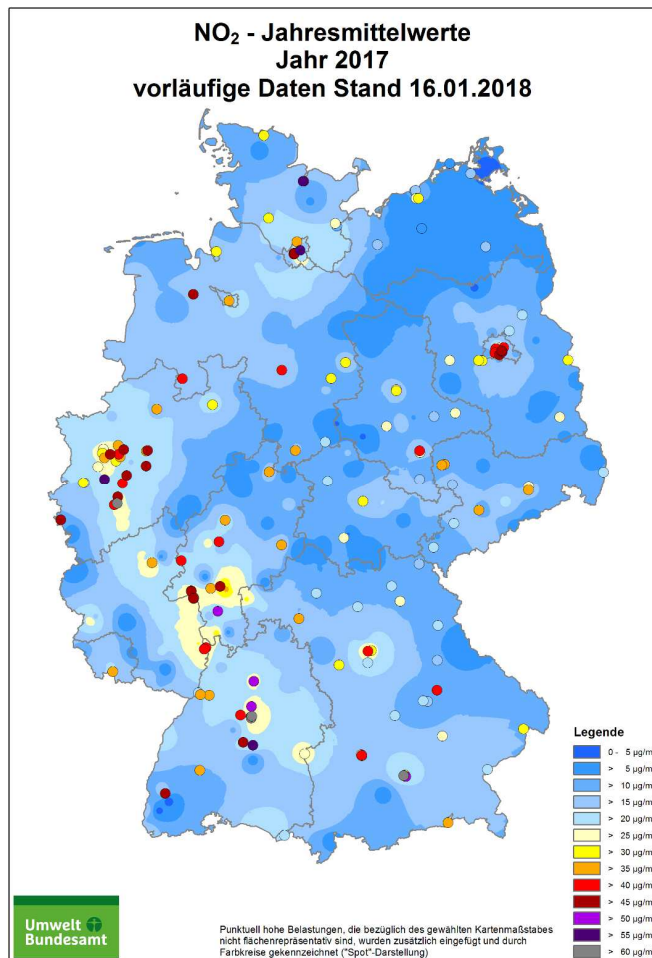 NO₂ - Jahresmittelwerte
Jahr 2017
vorläufige Daten Stand 16.01.2018
Legende
0 - 5 µg/m
> 5 µg/m
> 10 µg/m
> 15 µg/m
> 20 µg/m
> 25 µg/m
> 30 µg/m
> 35 µg/m
> 40 µg/m
> 45 µg/m
> 50 µg/m
> 55 µg/m
> 60 µg/m
Umwelt
Bundesamt
Punktuell hohe Belastungen, die bezüglich des gewählten Kartenmaßstabes
nicht flächenrepräsentativ sind, wurden zusätzlich eingefügt und durch
Farbkreise gekennzeichnet ("Spot"-Darstellung)